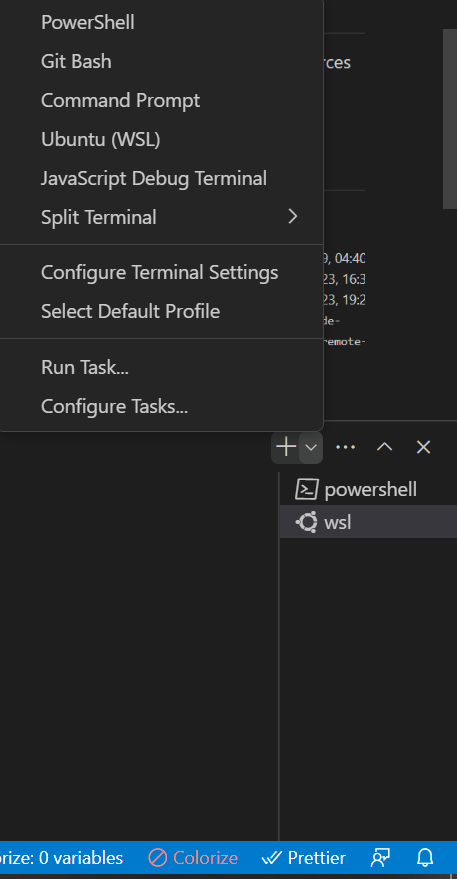 PowerShell
Git Bash
rces
Command Prompt
Ubuntu (WSL)
JavaScript Debug Terminal
Split Terminal
9, 04:40
Configure Terminal Settings
23, 16:3
23, 19:2
Select Default Profile
de-
remote-
Run Task...
Configure Tasks...
powershell
wsl
orize: 0 variables Colorize Prettier